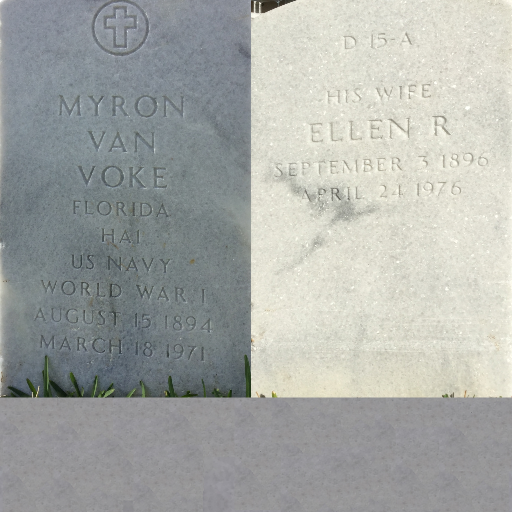 MYRON
VAN
VOKE
FLORIDA
HA1
US NAVY
WORLD WAR I
AUGUST 15 1894
MARCH 18 1971
D 15-A
HIS WIFE
ELLEN R
SEPTEMBER 3 1896
APRIL 24 1976